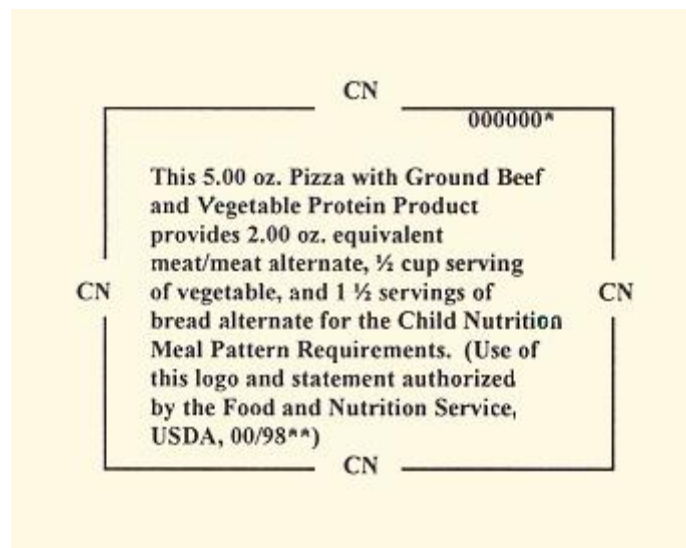 CN
000000*
This 5.00 oz. Pizza with Ground Beef
and Vegetable Protein Product
provides 2.00 oz. equivalent
meat/meat alternate, ½ cup serving
CN of vegetable, and 1 ½ servings of CN
bread alternate for the Child Nutrition
Meal Pattern Requirements. (Use of
this logo and statement authorized
by the Food and Nutrition Service,
USDA, 00/98**)
CN